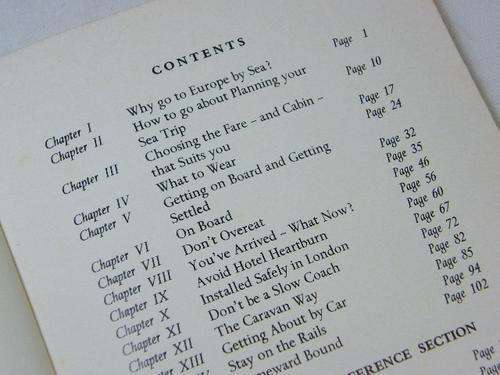 CONTENTS
Chapter I Why go to Europe by Sea? Page 1
Chapter II How to go about Planning your
Sea Trip Page 10
Chapter III Choosing the Fare – and Cabin –
that Suits you Page 17
Chapter IV What to Wear Page 24
Chapter V Getting on Board and Getting
Settled Page 32
Chapter VI On Board Page 35
Chapter VII Don't Overeat Page 46
Chapter VIII You've Arrived – What Now? Page 56
Chapter IX Avoid Hotel Heartburn Page 60
Chapter X Installed Safely in London Page 67
Chapter XI Don't be a Slow Coach Page 72
Chapter XII The Caravan Way Page 82
Chapter XIII Getting About by Car Page 85
Stay on the Rails Page 94
Bound Page 102
SECTION
Page